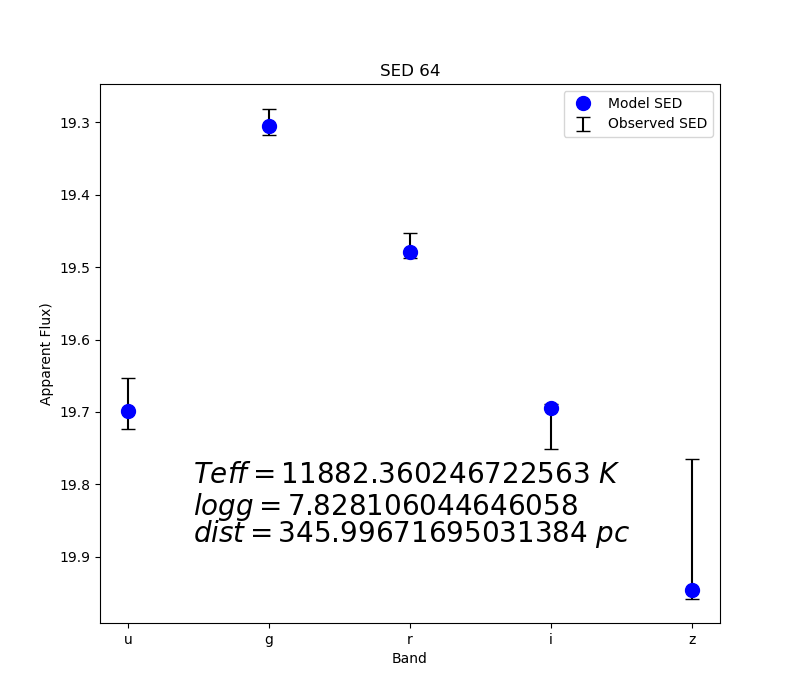 SED 64
Model SED
Observed SED
19.3
19.4
19.5
19.6
19.7
19.8
19.9
Apparent Flux)
Teff = 11882.360246722563 K
logg = 7.828106044646058
dist = 345.99671695031384 pc
u g r i z
Band